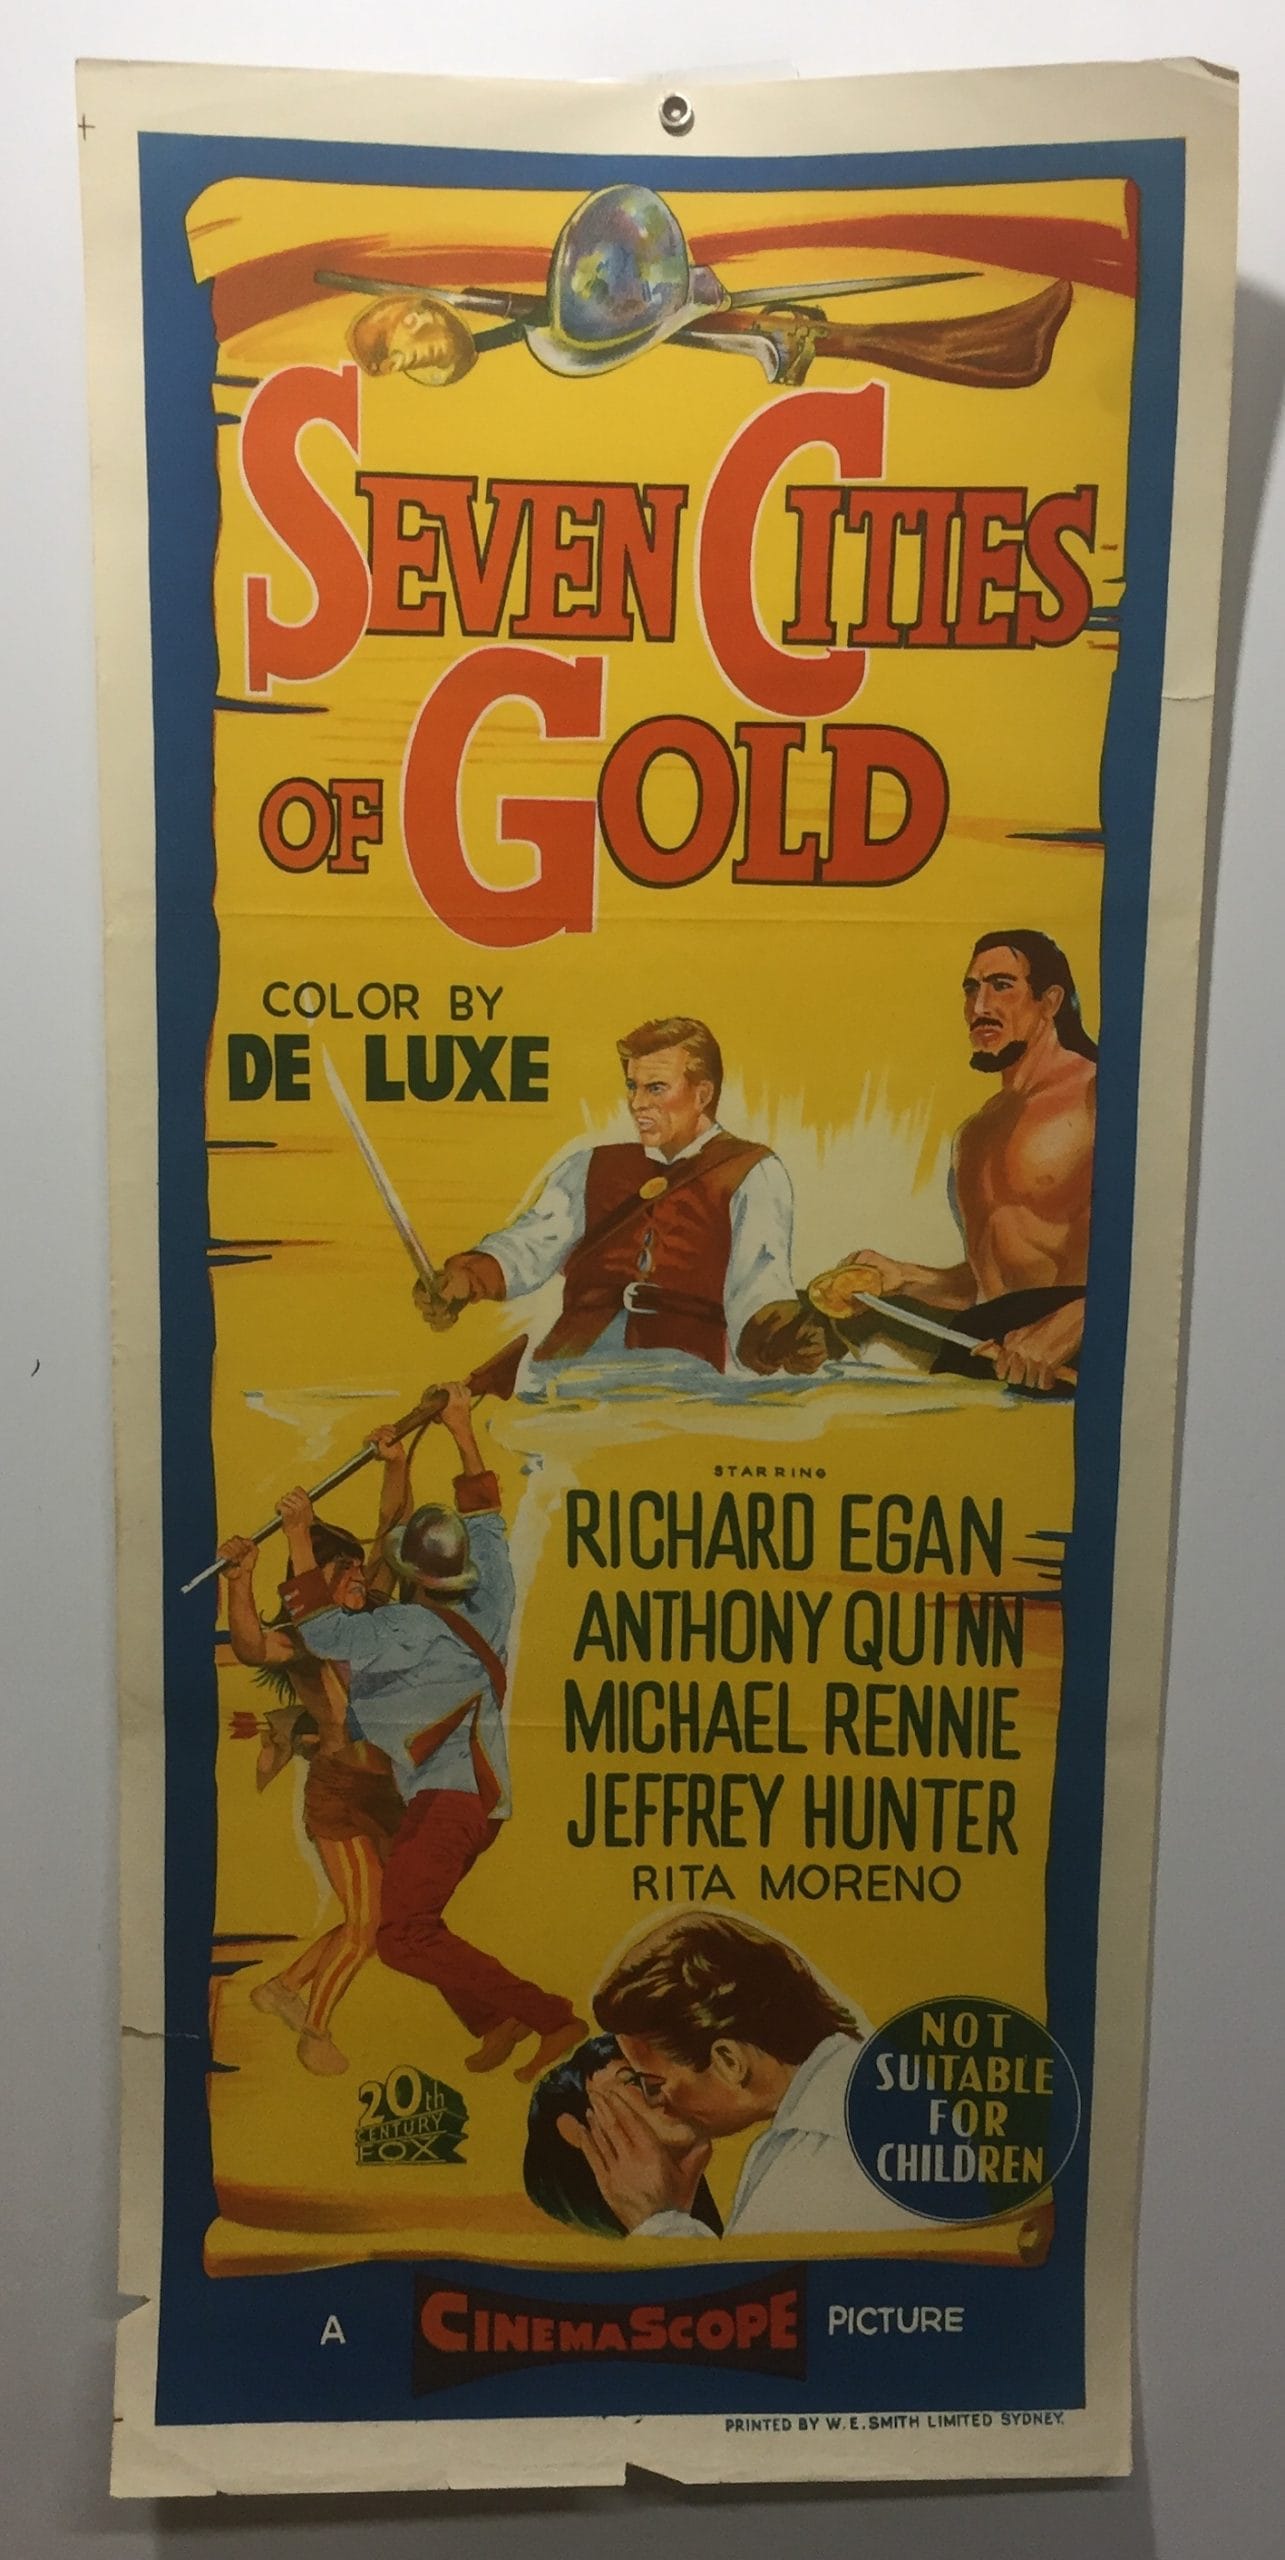 SEVEN CITIES
OF GOLD
COLOR BY
DE LUXE
STARRING
RICHARD EGAN
ANTHONY QUINN
MICHAEL RENNIE
JEFFREY HUNTER
RITA MORENO
20th
CENTURY
FOX
NOT
SUITABLE
FOR
CHILDREN
A CINEMASCOPE PICTURE
PRINTED BY W.E.SMITH LIMITED SYDNEY.